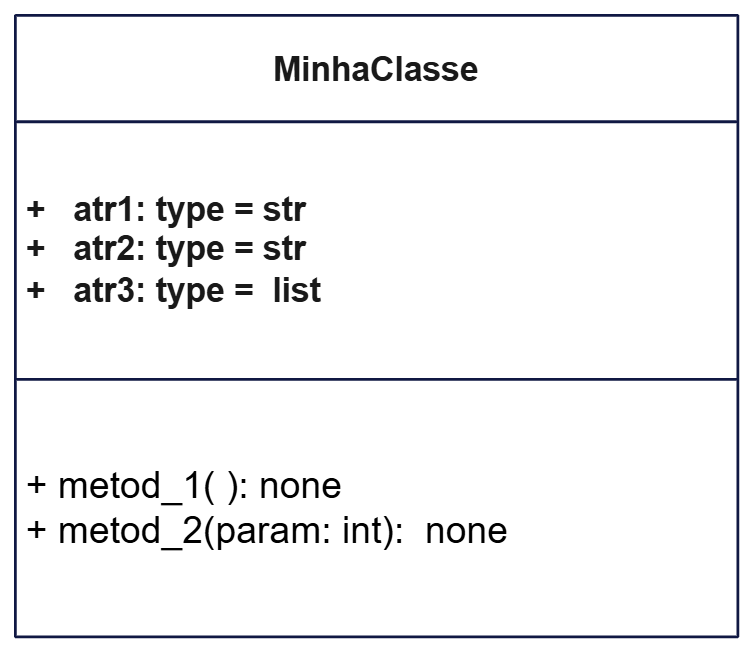 MinhaClasse
+ atr1: type = str
+ atr2: type = str
+ atr3: type = list
+ metod_1( ): none
+ metod_2(param: int): none